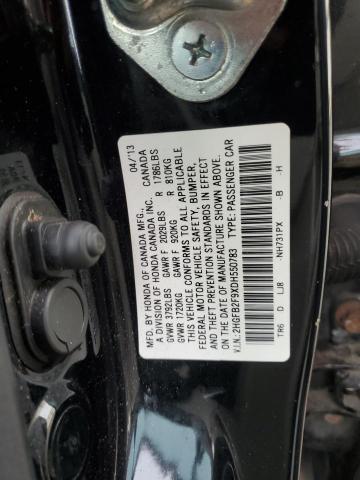 MFD. BY HONDA OF CANADA MFG., 04/13
A DIVISION OF HONDA CANADA INC. CANADA
GVWR 3792LBS GAWR F 2029LBS R 1786LBS
GVWR 1720KG GAWR F 920KG R 810KG
THIS VEHICLE CONFORMS TO ALL APPLICABLE
FEDERAL MOTOR VEHICLE SAFETY, BUMPER,
AND THEFT PREVENTION STANDARDS IN EFFECT
ON THE DATE OF MANUFACTURE SHOWN ABOVE.
V.I.N.: 2HGFB2F9XDH550783 TYPE: PASSENGER CAR
TR6 D LJ8 NH731PX -B -H